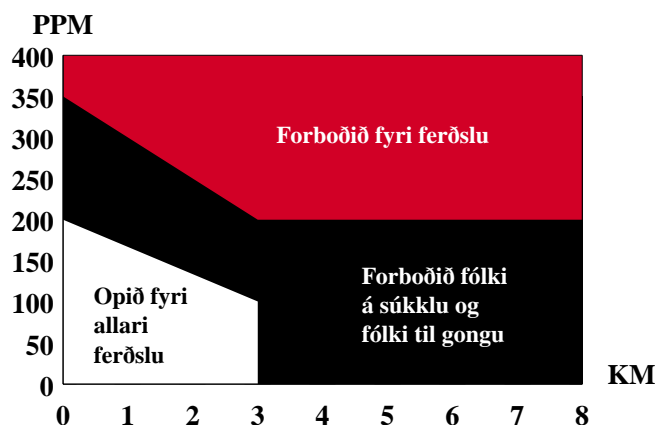 PPM
400
350
300
250
200
150
100
50
0
Forboðið fyri ferðslu
Forboðið fólki
á súkklu og
fólki til gongu
Opið fyri
allari
ferðslu
KM
0 1 2 3 4 5 6 7 8